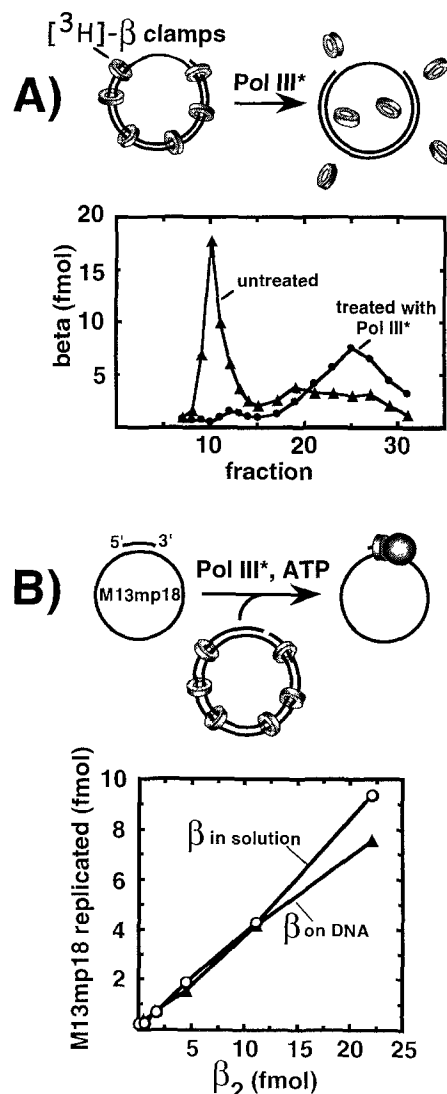 [³H]-β clamps
A)
Pol III*
20
15
10
5
beta (fmol)
untreated
treated with
Pol III*
10
20
30
fraction
B)
5' 3'
M13mp18
Pol III*, ATP
10
8
6
4
2
M13mp18 replicated (fmol)
β in solution
β on DNA
5
10
15
20
25
β₂ (fmol)